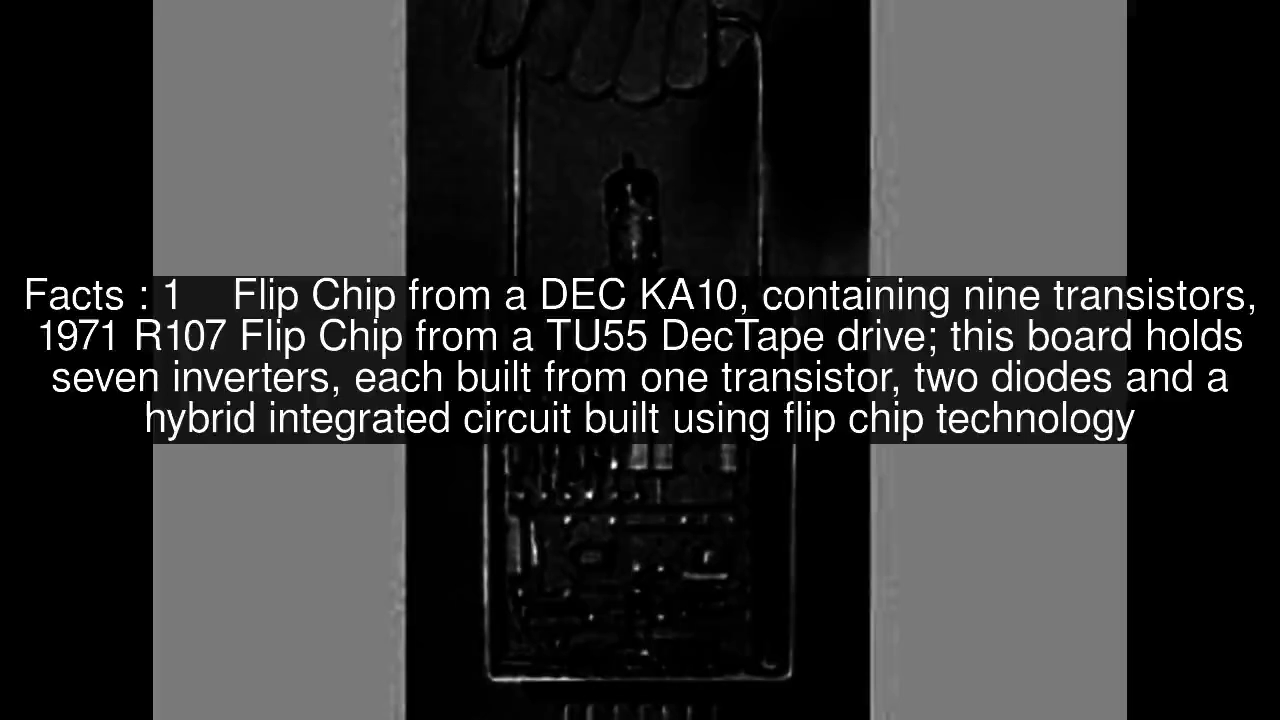 Facts : 1    Flip Chip from a DEC KA10, containing nine transistors,
1971 R107 Flip Chip from a TU55 DecTape drive; this board holds
seven inverters, each built from one transistor, two diodes and a
hybrid integrated circuit built using flip chip technology